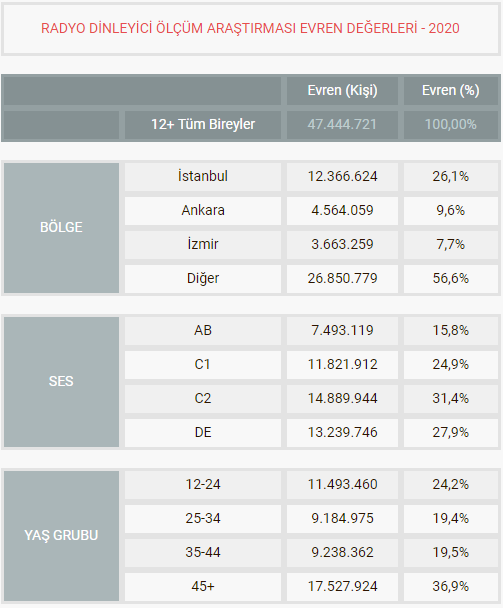 RADYO DİNLEYİCİ ÖLÇÜM ARAŞTIRMASI EVREN DEĞERLERİ - 2020
Evren (Kişi) Evren (%)
12+ Tüm Bireyler 47.444.721 100,00%
BÖLGE
İstanbul 12.366.624 26,1%
Ankara 4.564.059 9,6%
İzmir 3.663.259 7,7%
Diğer 26.850.779 56,6%
SES
AB 7.493.119 15,8%
C1 11.821.912 24,9%
C2 14.889.944 31,4%
DE 13.239.746 27,9%
YAŞ GRUBU
12-24 11.493.460 24,2%
25-34 9.184.975 19,4%
35-44 9.238.362 19,5%
45+ 17.527.924 36,9%